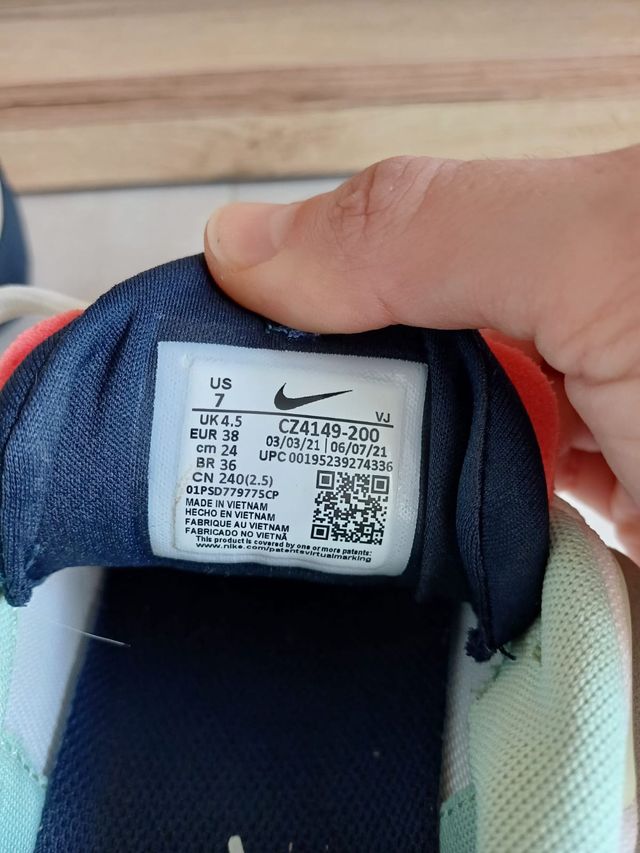 US
7
UK 4.5
EUR 38
cm 24
BR 36
CN 240(2.5)
VJ
CZ4149-200
03/03/21 | 06/07/21
UPC 00195239274336
01PSD77977SCP
MADE IN VIETNAM
HECHO EN VIETNAM
FABRIQUE AU VIETNAM
FABRICADO NO VIETNÃ
This product is covered by one or more patents:
www.nike.com/patentsvirtualmarking